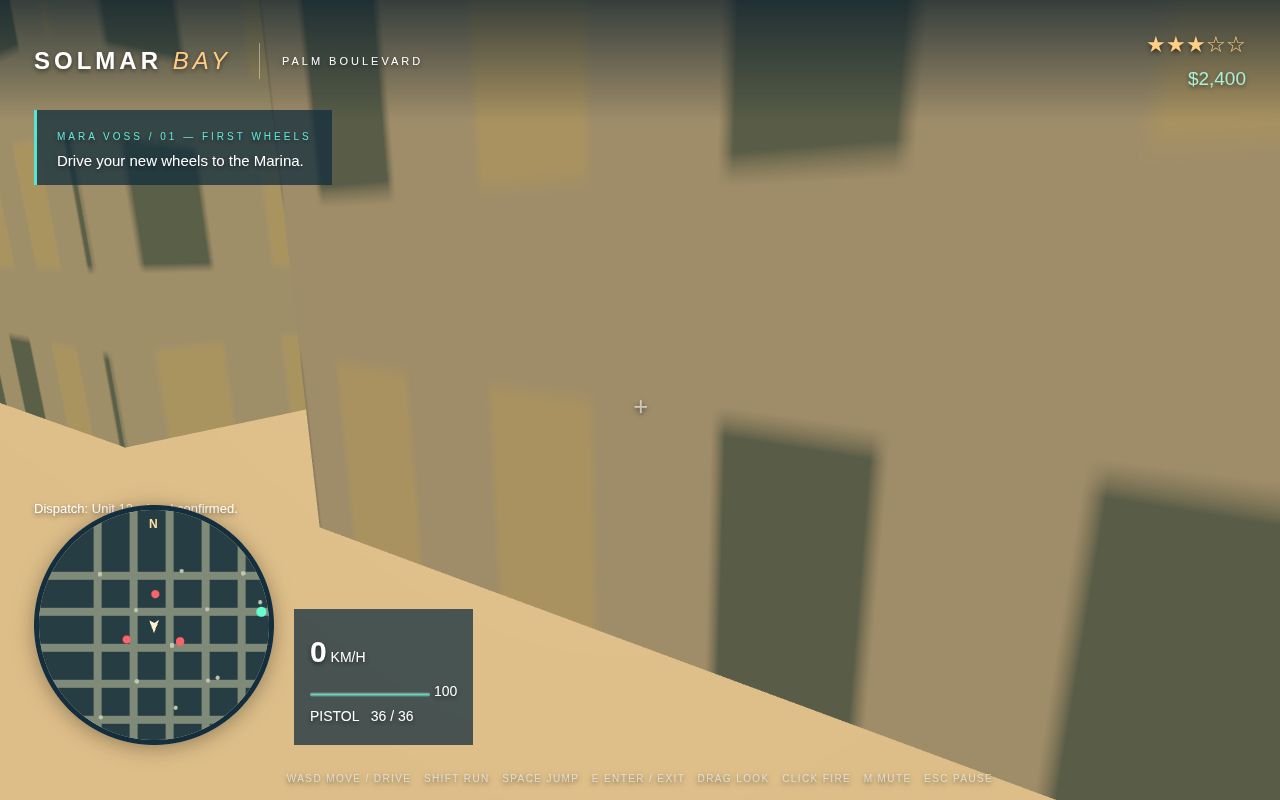 SOLMAR BAY
PALM BOULEVARD
★★★☆☆
$2,400
MARA VOSS / 01 — FIRST WHEELS
Drive your new wheels to the Marina.
+
Dispatch: Unit confirmed.
N
0 KM/H
100
PISTOL 36 / 36
WASD MOVE / DRIVE SHIFT RUN SPACE JUMP E ENTER / EXIT DRAG LOOK CLICK FIRE M MUTE ESC PAUSE